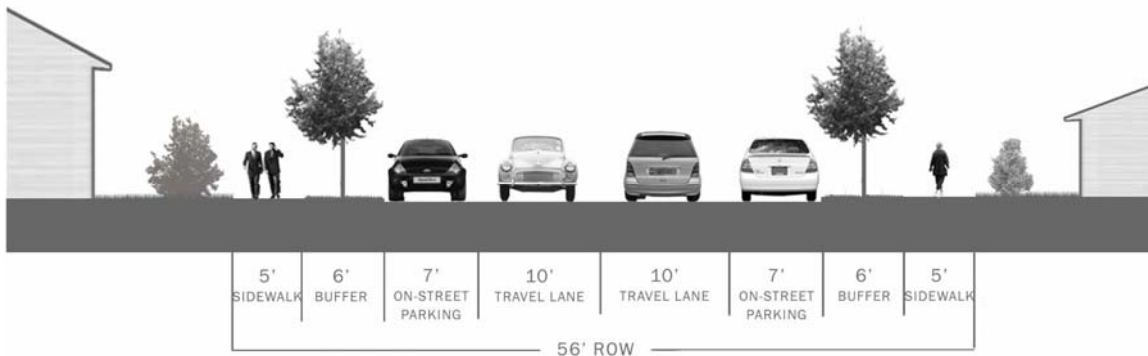 5' 6' 7' 10' 10' 7' 6' 5'
SIDEWALK BUFFER ON-STREET TRAVEL LANE TRAVEL LANE ON-STREET BUFFER SIDEWALK
PARKING PARKING
56' ROW